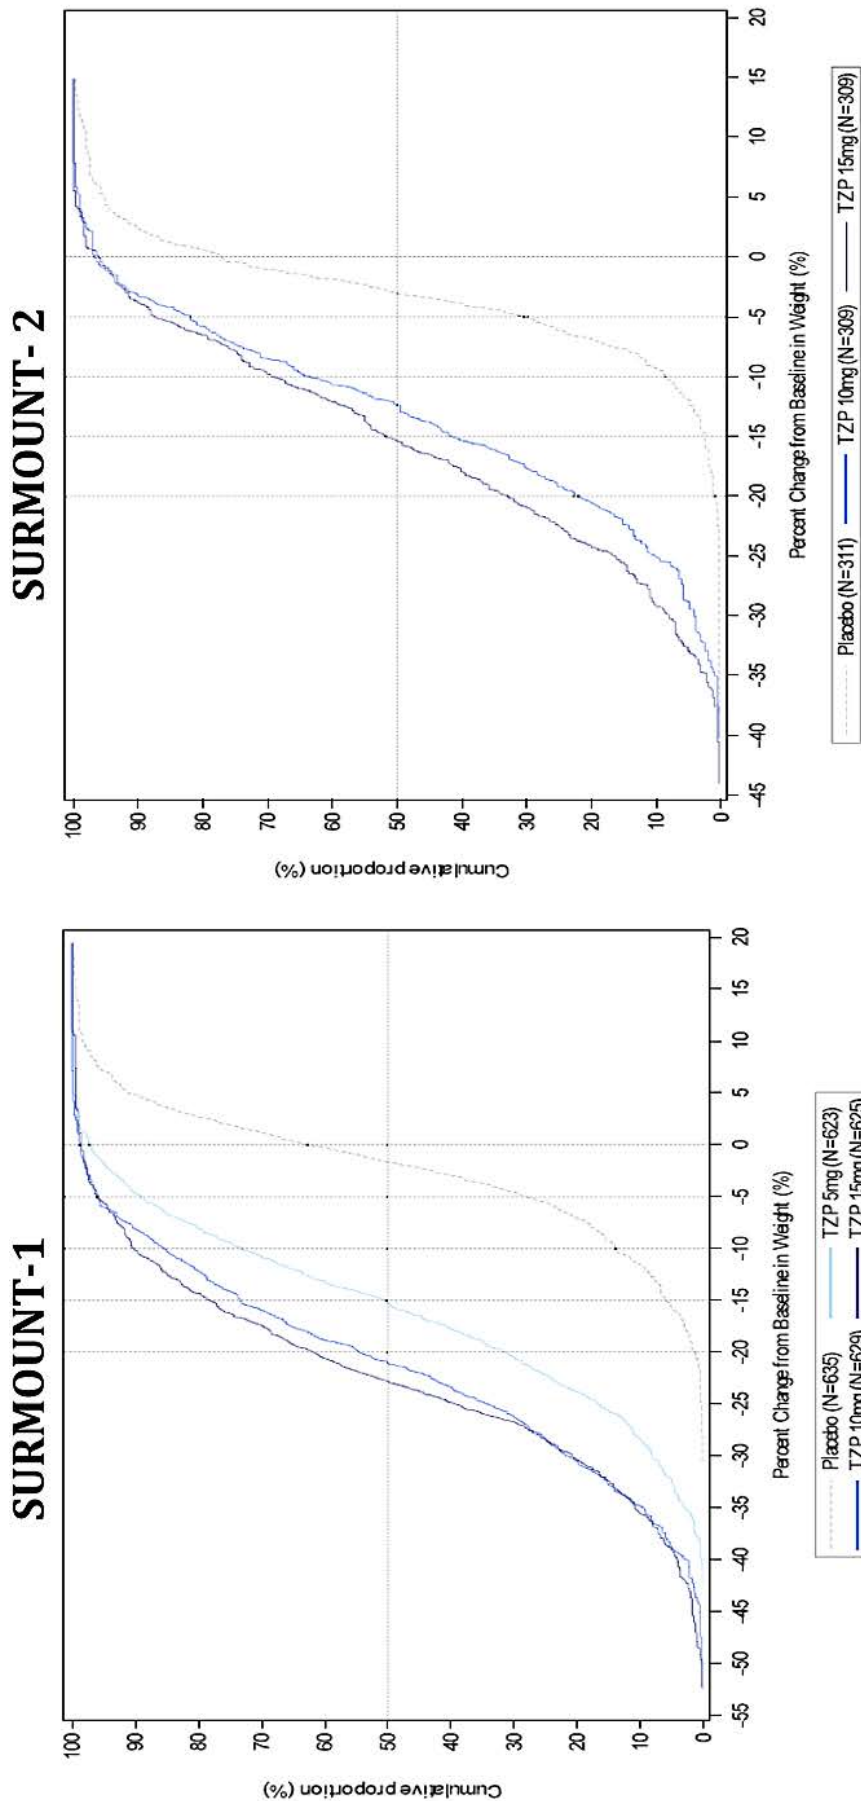 SURMOUNT-1
Cumulative proportion (%)
100
90
80
70
60
50
40
30
20
10
0
-55 -50 -45 -40 -35 -30 -25 -20 -15 -10 -5 0 5 10 15 20
Percent Change from Baseline in Weight (%)
Placebo (N=635) TZP 5mg (N=623)
TZP 10mg (N=629) TZP 15mg (N=625)
SURMOUNT- 2
Cumulative proportion (%)
100
90
80
70
60
50
40
30
20
10
0
-45 -40 -35 -30 -25 -20 -15 -10 -5 0 5 10 15 20
Percent Change from Baseline in Weight (%)
Placebo (N=311) TZP 10mg (N=309) TZP 15mg (N=309)